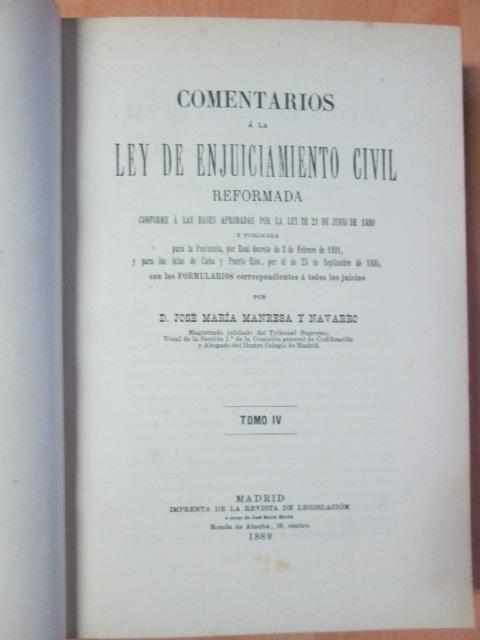 COMENTARIOS
Á LA
LEY DE ENJUICIAMIENTO CIVIL
REFORMADA
CONFORME Á LAS BASES APROBADAS POR LA LEY DE 21 DE JUNIO DE 1880
Y PUBLICADA
para la Península, por Real decreto de 3 de Febrero de 1881,
y para las islas de Cuba y Puerto Rico, por el de 25 de Septiembre de 1885,
con los FORMULARIOS correspondientes á todos los juicios
POR
D. JOSÉ MARÍA MANRESA Y NAVARRO
Magistrado jubilado del Tribunal Supremo,
Vocal de la Sección 1.ª de la Comisión general de Codificación
y Abogado del Ilustre Colegio de Madrid.
TOMO IV
MADRID
IMPRENTA DE LA REVISTA DE LEGISLACIÓN
a cargo de José María Sardá
Ronda de Atocha, 15, centro
1889